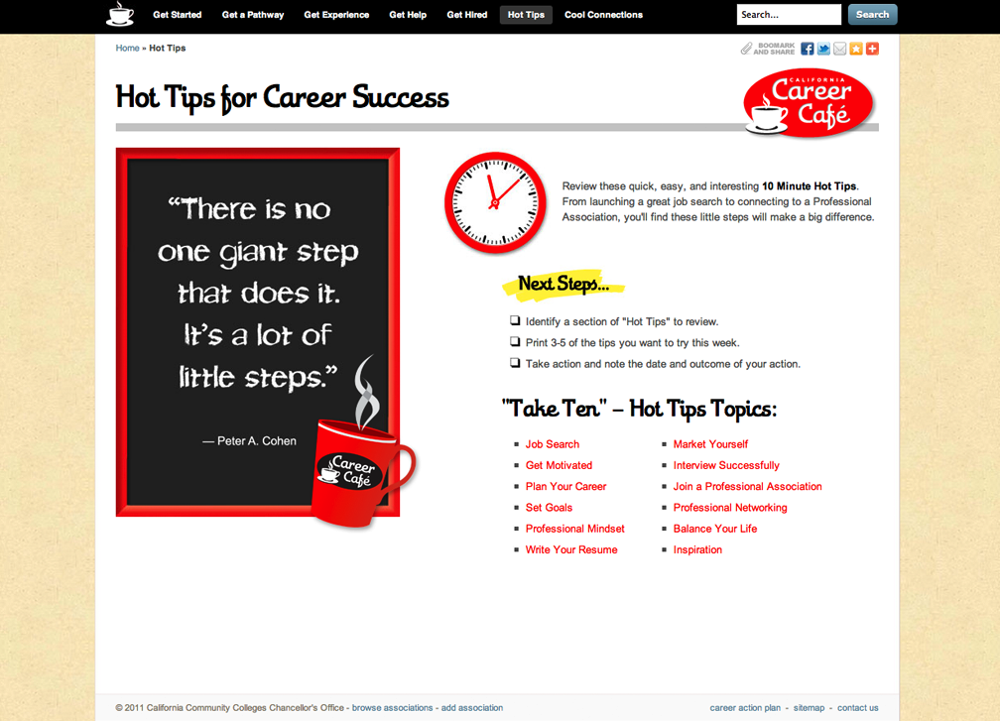 Get Started Get a Pathway Get Experience Get Help Get Hired Hot Tips Cool Connections Search... Search
Home » Hot Tips
BOOMARK
AND SHARE
Hot Tips for Career Success
CALIFORNIA
Career
Café
“There is no
one giant step
that does it.
It’s a lot of
little steps.”
— Peter A. Cohen
Career
Café
Review these quick, easy, and interesting 10 Minute Hot Tips.
From launching a great job search to connecting to a Professional
Association, you'll find these little steps will make a big difference.
Next Steps...
Identify a section of "Hot Tips" to review.
Print 3-5 of the tips you want to try this week.
Take action and note the date and outcome of your action.
"Take Ten" – Hot Tips Topics:
Job Search
Get Motivated
Plan Your Career
Set Goals
Professional Mindset
Write Your Resume
Market Yourself
Interview Successfully
Join a Professional Association
Professional Networking
Balance Your Life
Inspiration
© 2011 California Community Colleges Chancellor's Office - browse associations - add association
career action plan - sitemap - contact us